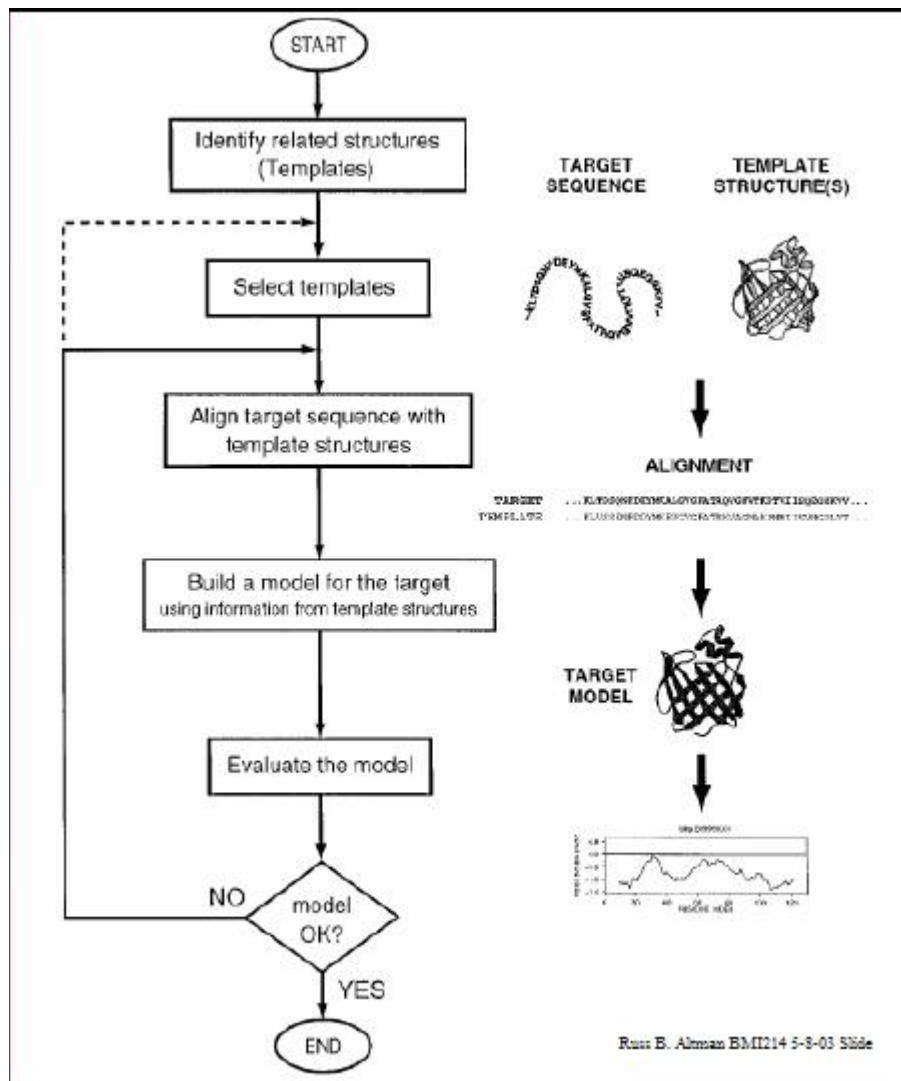 START
Identify related structures
(Templates)
TARGET
SEQUENCE
TEMPLATE
STRUCTURE(S)
Select templates
Align target sequence with
template structures
ALIGNMENT
TARGET
TEMPLATE
Build a model for the target
using information from template structures
TARGET
MODEL
Evaluate the model
NO
model
OK?
YES
END
RESIDUE INDEX
Russ B. Altman BMI214 5-8-03 Slide